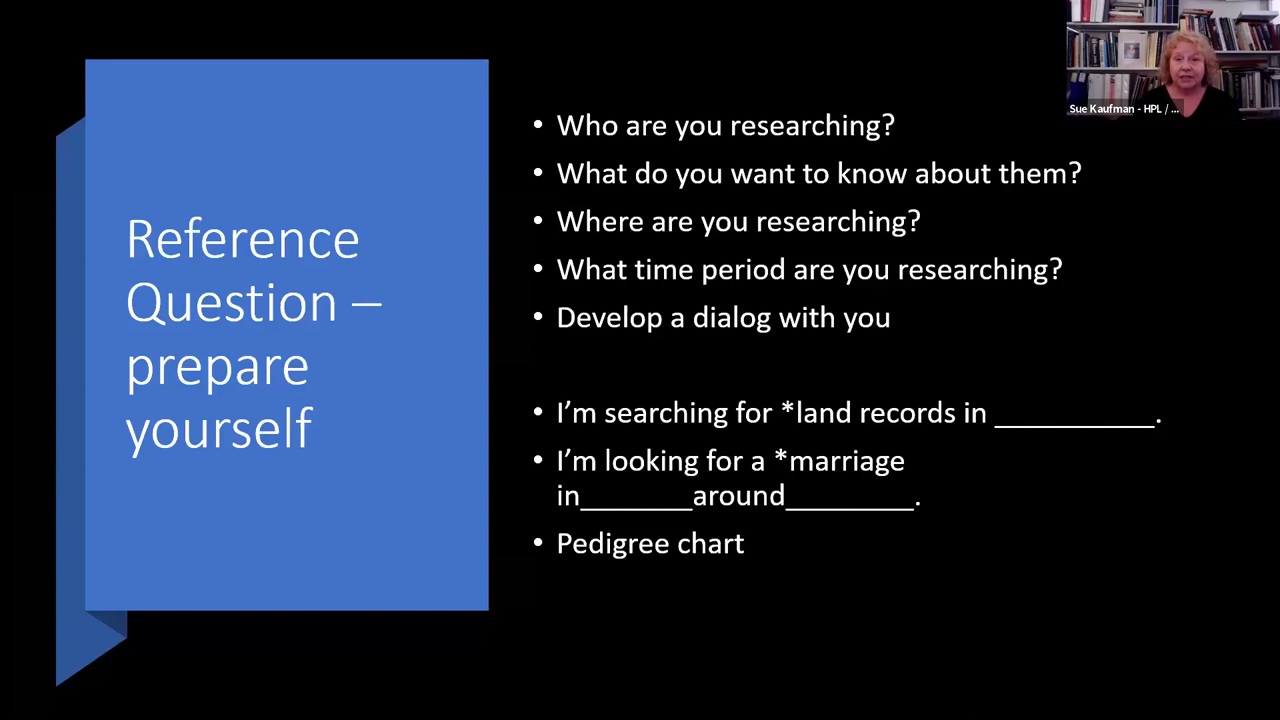 Reference
Question –
prepare
yourself
• Who are you researching?
• What do you want to know about them?
• Where are you researching?
• What time period are you researching?
• Develop a dialog with you
• I’m searching for *land records in __________.
• I’m looking for a *marriage
in_______around________.
• Pedigree chart
Sue Kaufman - HPL / ...